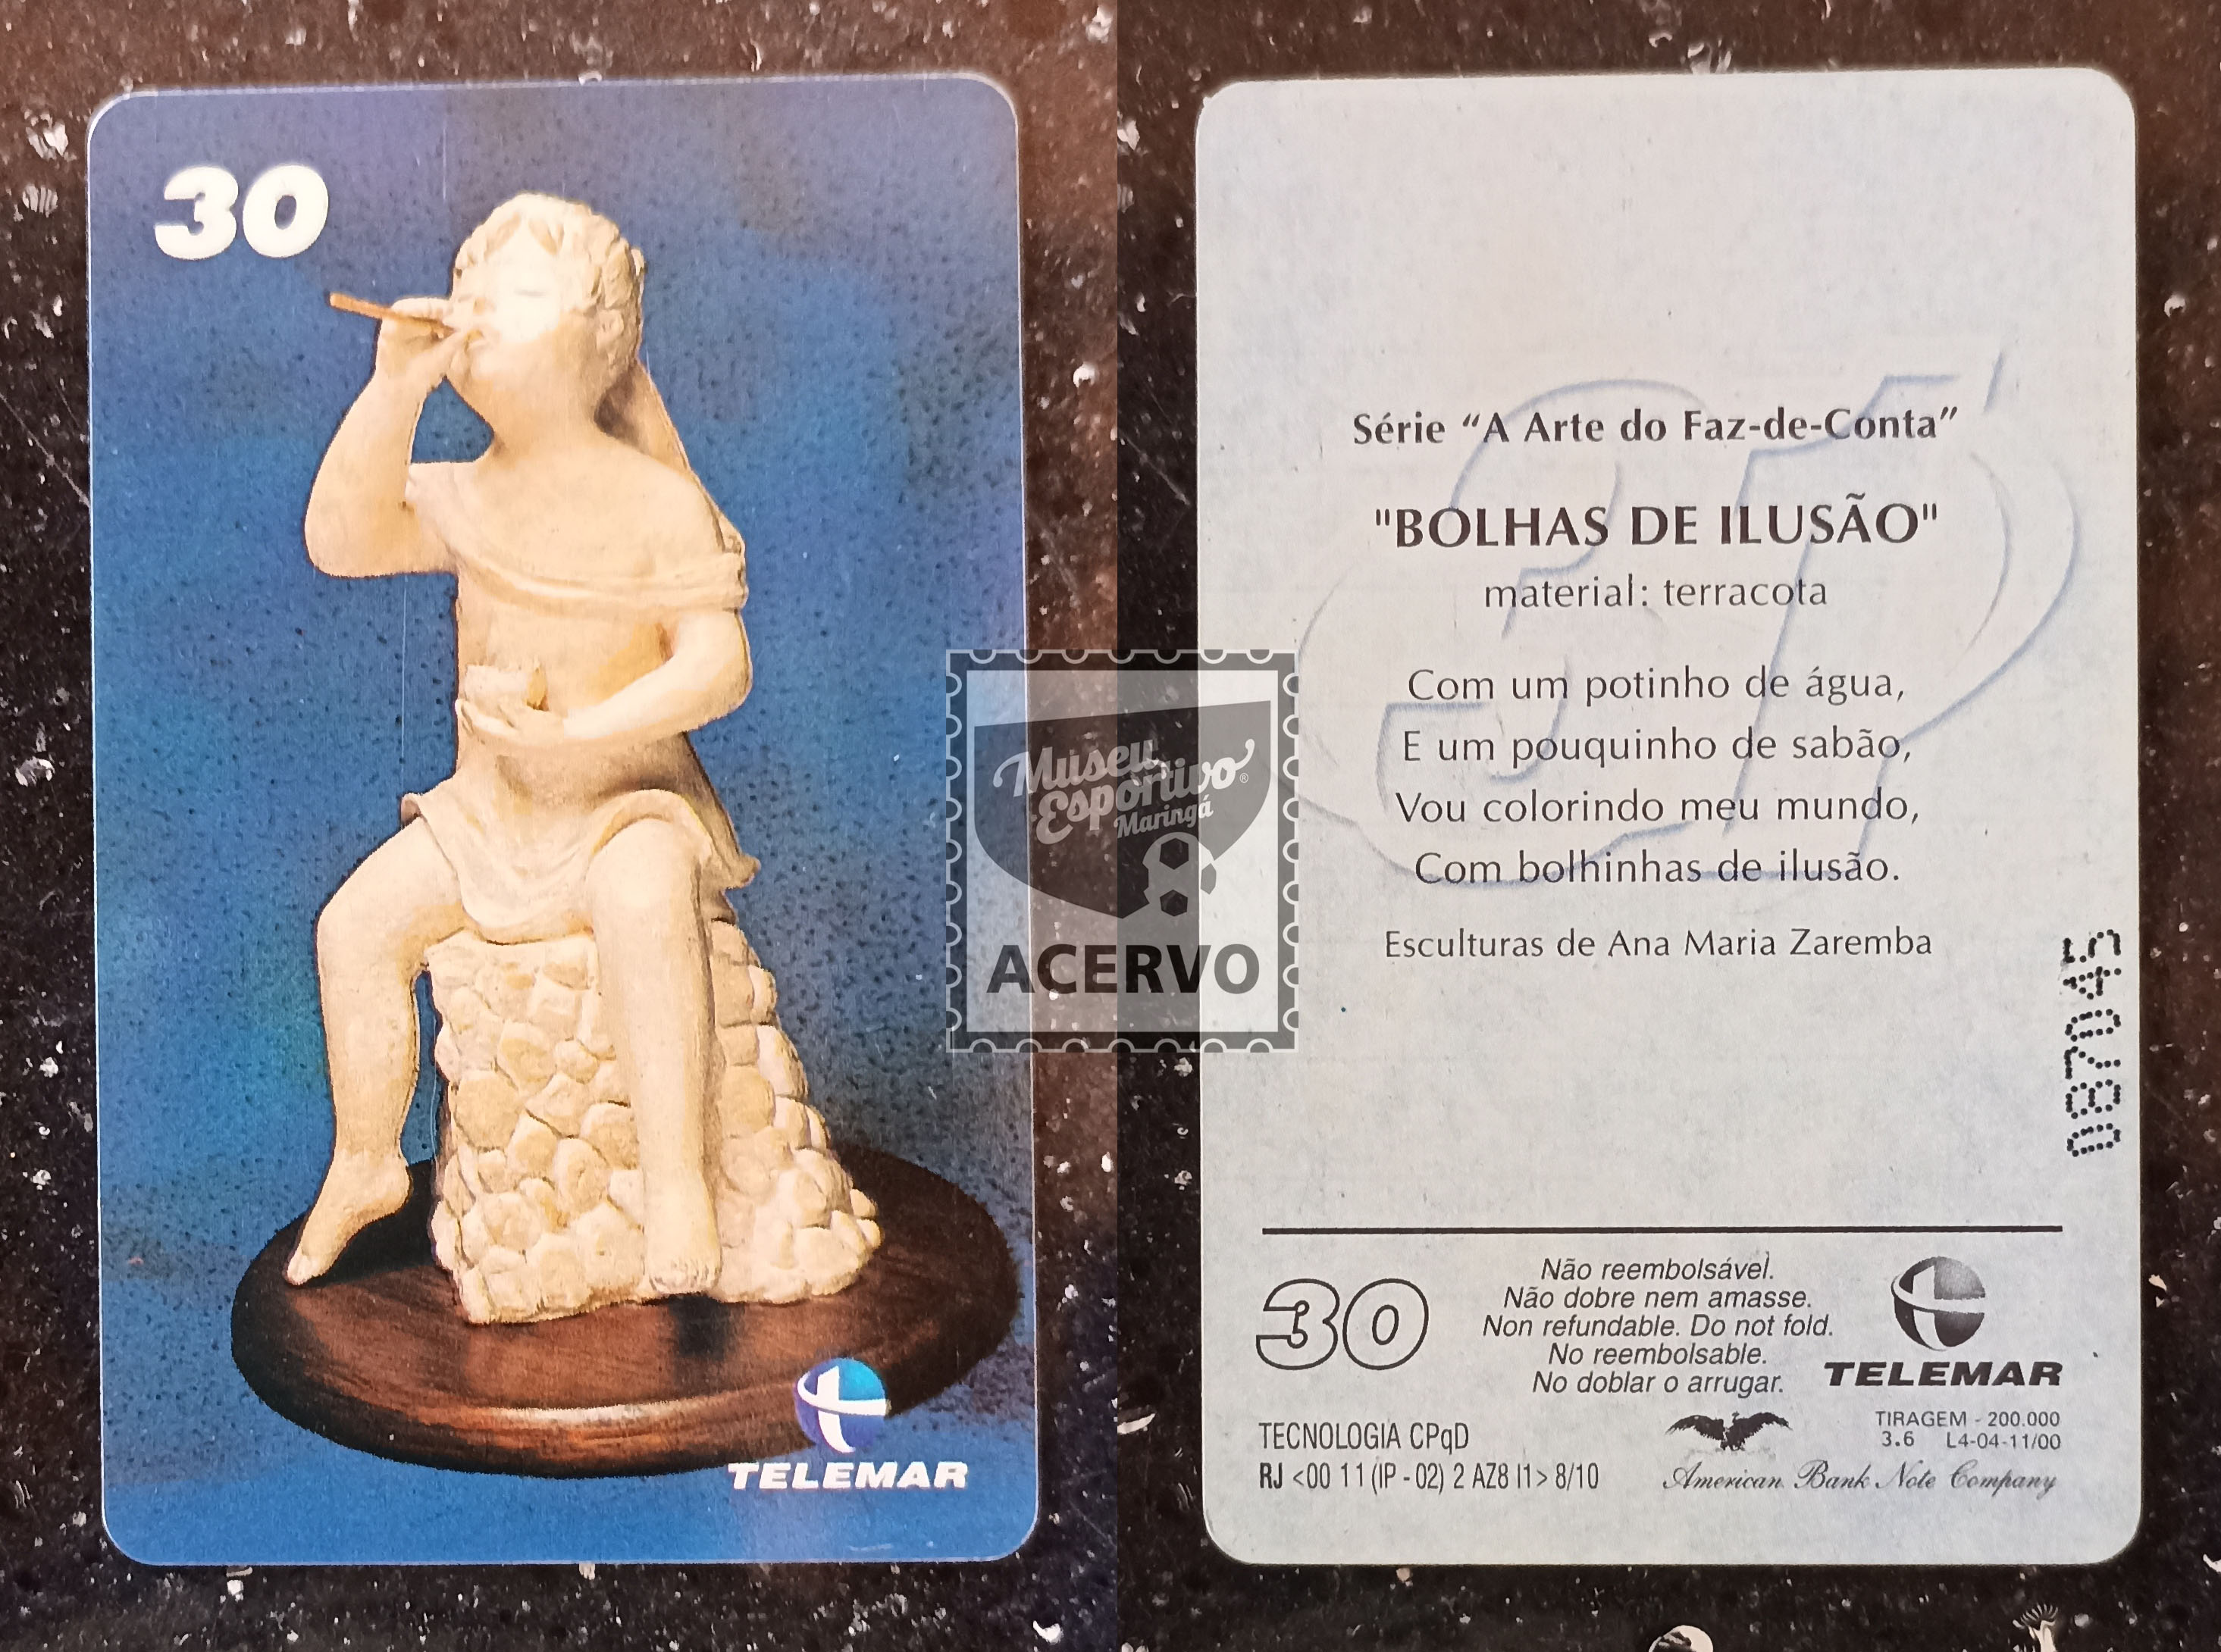 30
TELEMAR
Série "A Arte do Faz-de-Conta"
"BOLHAS DE ILUSÃO"
material: terracota
Com um potinho de água,
E um pouquinho de sabão,
Vou colorindo meu mundo,
Com bolhinhas de ilusão.
Esculturas de Ana Maria Zaremba
087045
30
Não reembolsável.
Não dobre nem amasse.
Non refundable. Do not fold.
No reembolsable.
No doblar o arrugar.
TELEMAR
TECNOLOGIA CPqD
RJ <00 11 (IP - 02) 2 AZ8 I1> 8/10
TIRAGEM - 200.000
3.6 L4-04-11/00
American Bank Note Company
Museu
Esportivo®
Maringá
ACERVO